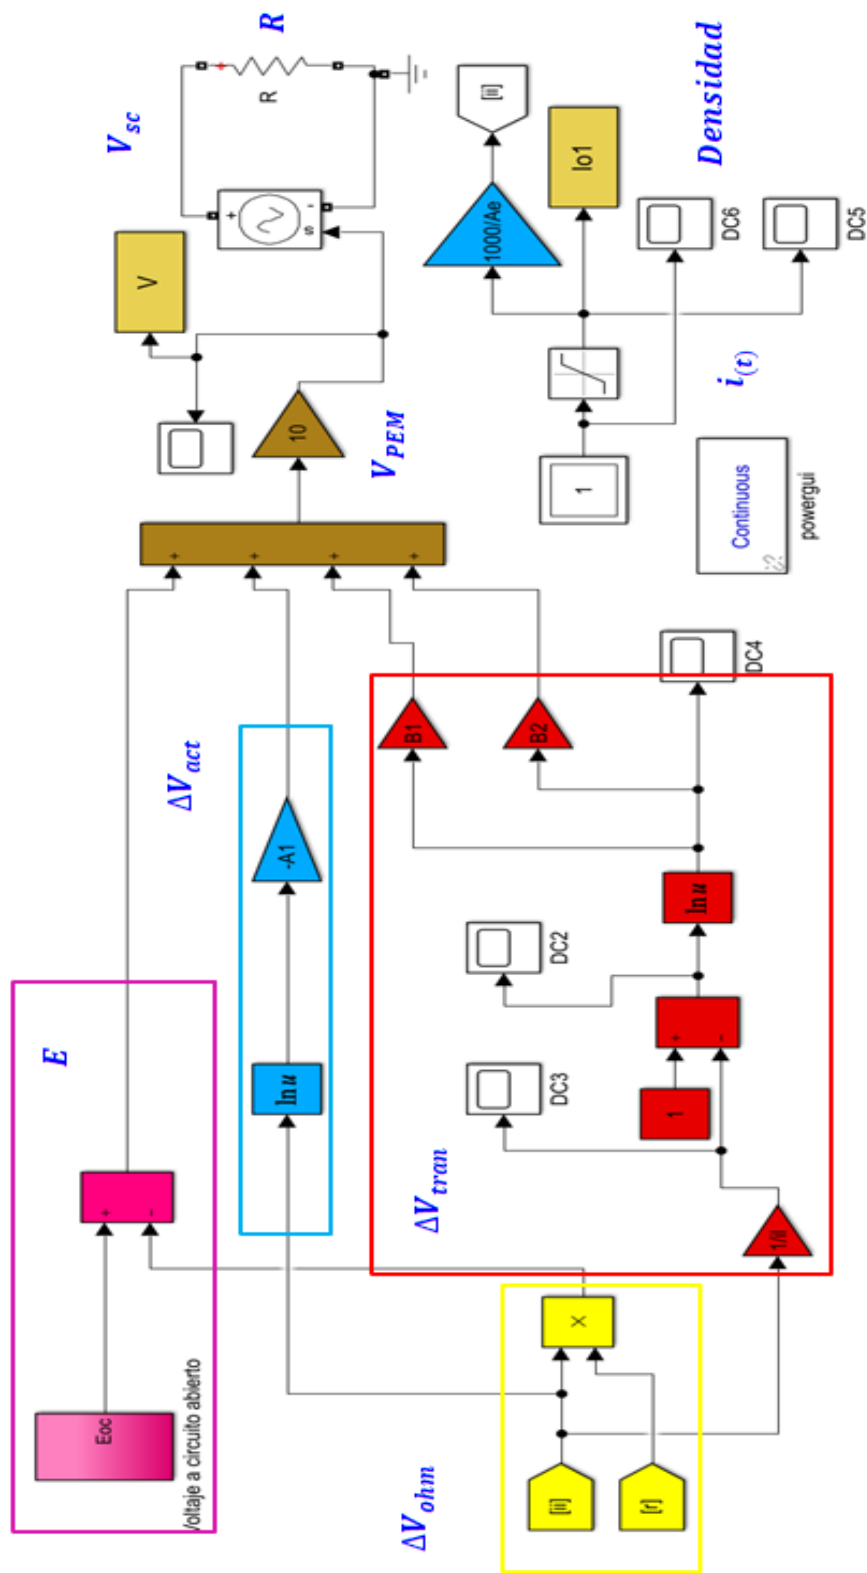 E
Eoc
Voltaje a circuito abierto
+
−
ΔV_act
ln u
-A1
ΔV_ohm
[ii]
[r]
X
ΔV_tran
1/il
DC3
1
+
−
DC2
ln u
B1
B2
DC4
+
+
+
+
10
V_PEM
V
V_sc
s
+
-
+
R
R
1
i_(t)
1000/Ae
[ii]
Io1
Densidad
DC6
DC5
Continuous
powergui